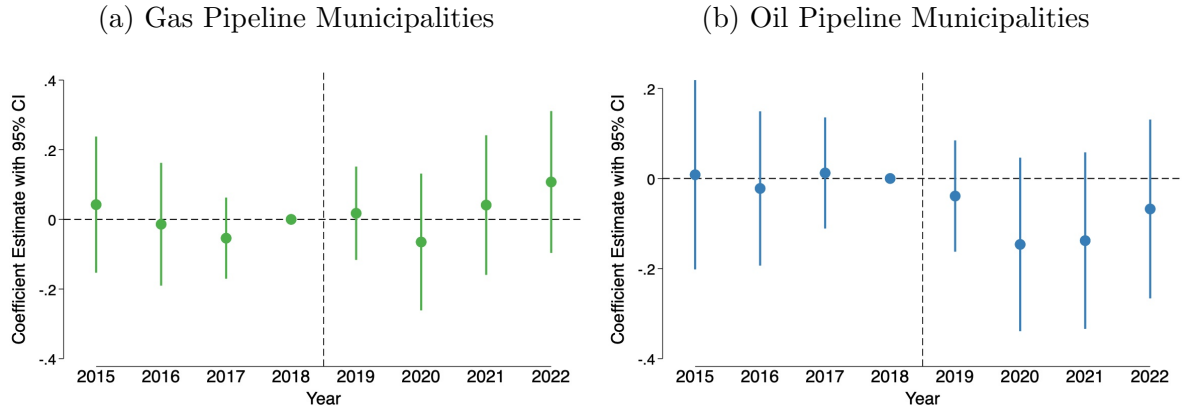 (a) Gas Pipeline Municipalities
Coefficient Estimate with 95% CI
.4
.2
0
-.2
-.4
2015 2016 2017 2018 2019 2020 2021 2022
Year
(b) Oil Pipeline Municipalities
Coefficient Estimate with 95% CI
.2
0
-.2
-.4
2015 2016 2017 2018 2019 2020 2021 2022
Year